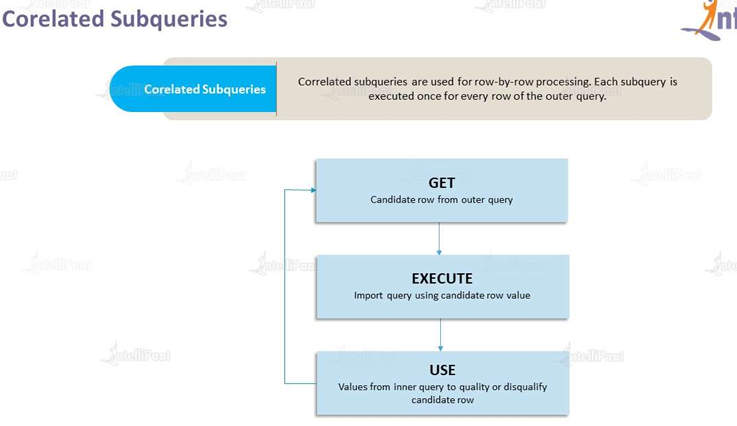 Corelated Subqueries
Corelated Subqueries
Correlated subqueries are used for row-by-row processing. Each subquery is
executed once for every row of the outer query.
GET
Candidate row from outer query
EXECUTE
Import query using candidate row value
USE
Values from inner query to quality or disqualify
candidate row